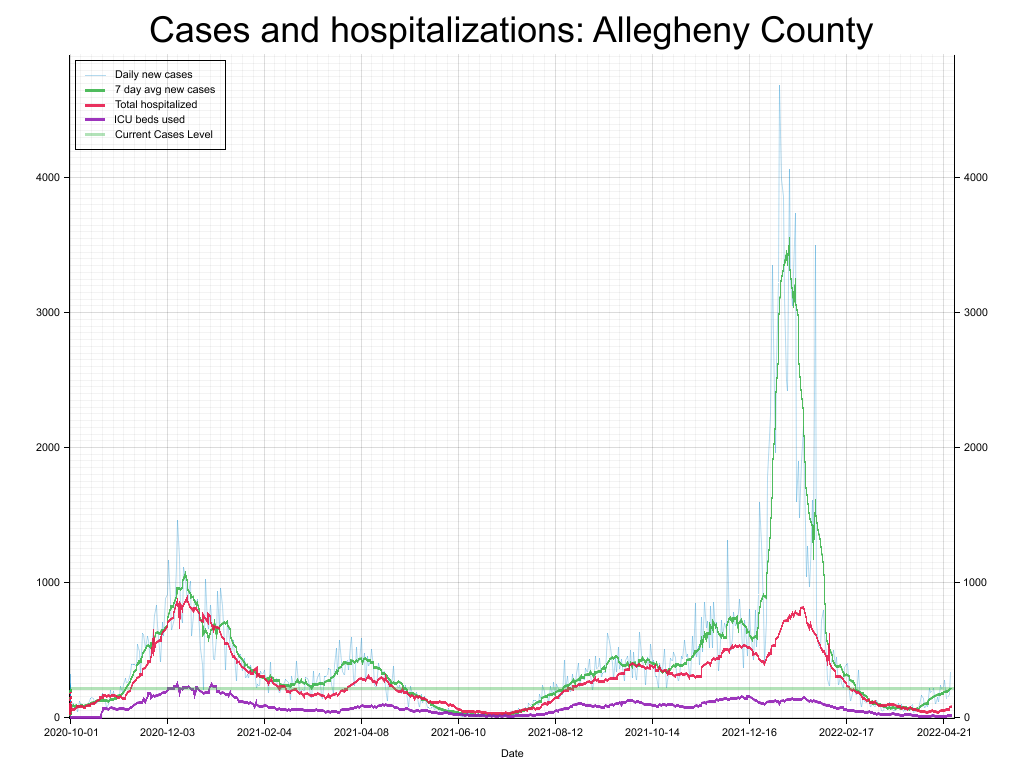 Cases and hospitalizations: Allegheny County
Daily new cases
7 day avg new cases
Total hospitalized
ICU beds used
Current Cases Level
4000 4000
3000 3000
2000 2000
1000 1000
0 0
2020-10-01 2020-12-03 2021-02-04 2021-04-08 2021-06-10 2021-08-12 2021-10-14 2021-12-16 2022-02-17 2022-04-21
Date